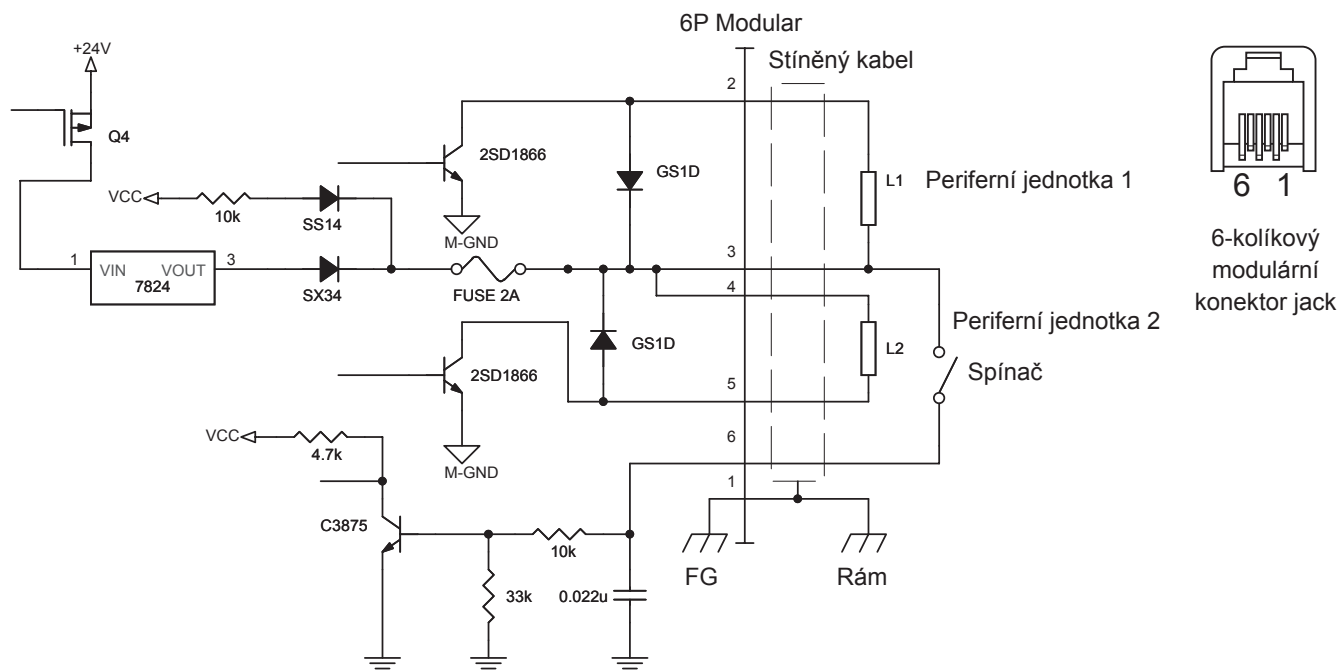 6P Modular
+24V
Stíněný kabel
2
Q4
2SD1866
GS1D
VCC
10k
SS14
L1
Periferní jednotka 1
6 1
M-GND
6-kolíkový
modulární
konektor jack
1
VIN
VOUT
7824
3
SX34
FUSE 2A
3
4
Periferní jednotka 2
GS1D
L2
Spínač
2SD1866
5
VCC
4.7k
M-GND
6
1
C3875
10k
FG
Rám
33k
0.022u